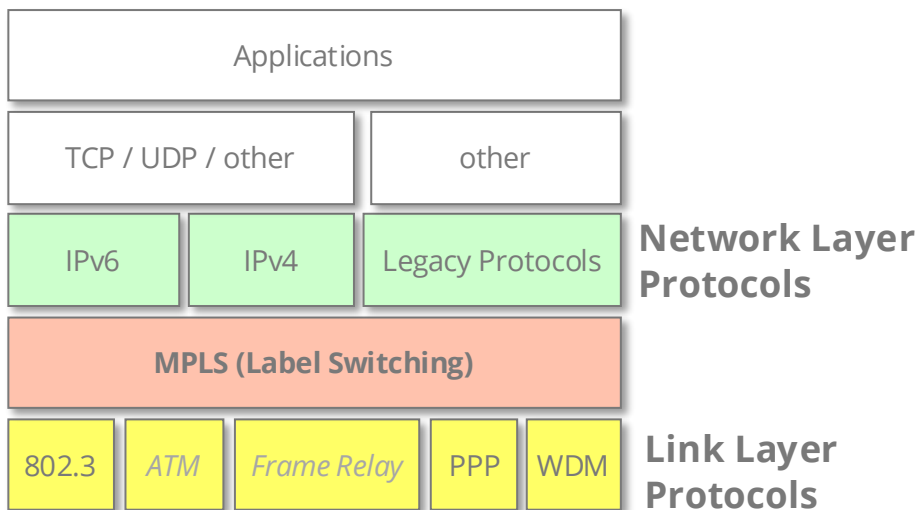 Applications
TCP / UDP / other
other
IPv6
IPv4
Legacy Protocols
Network Layer
Protocols
MPLS (Label Switching)
802.3
ATM
Frame Relay
PPP
WDM
Link Layer
Protocols